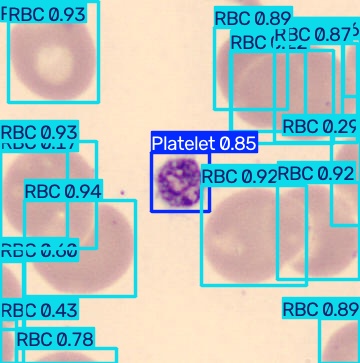 RBC 0.93
RBC 0.89
RBC 0.87
RBC 0.29
RBC 0.93
Platelet 0.85
RBC 0.94
RBC 0.92
RBC 0.92
RBC 0.60
RBC 0.43
RBC 0.89
RBC 0.78